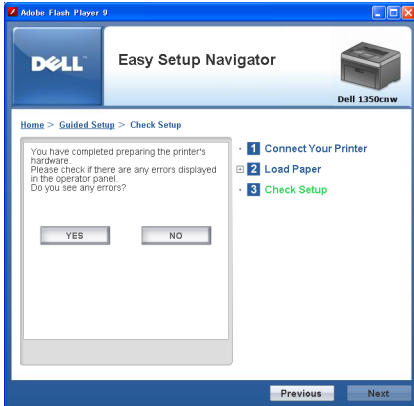 Adobe Flash Player 9
DELL™
Easy Setup Navigator
Dell 1350cnw
Home > Guided Setup > Check Setup
You have completed preparing the printer's
hardware.
Please check if there are any errors displayed
in the operator panel.
Do you see any errors?
YES
NO
1 Connect Your Printer
2 Load Paper
3 Check Setup
Previous
Next